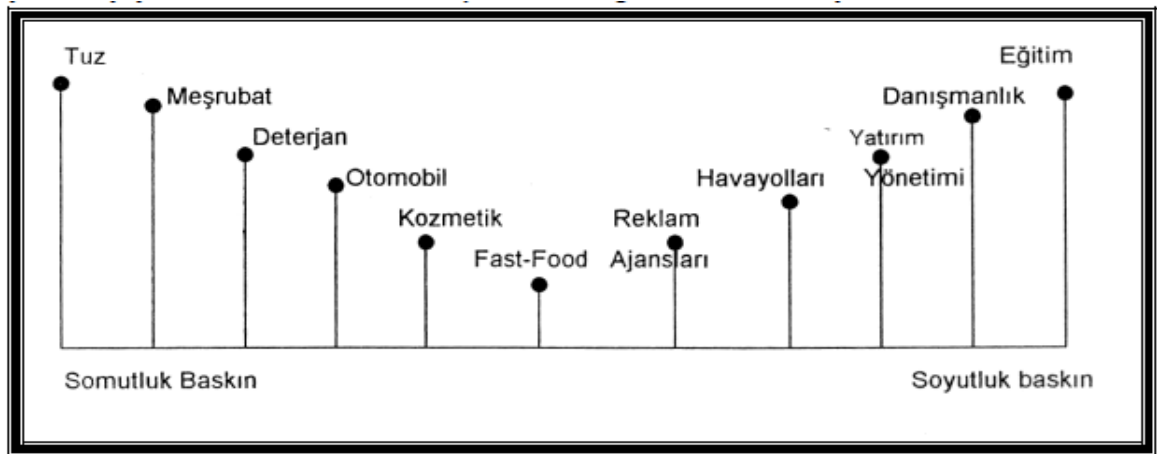 Tuz
Eğitim
Meşrubat
Danışmanlık
Deterjan
Yatırım
Otomobil
Havayolları
Yönetimi
Kozmetik
Reklam
Fast-Food
Ajansları
Somutluk Baskın
Soyutluk baskın